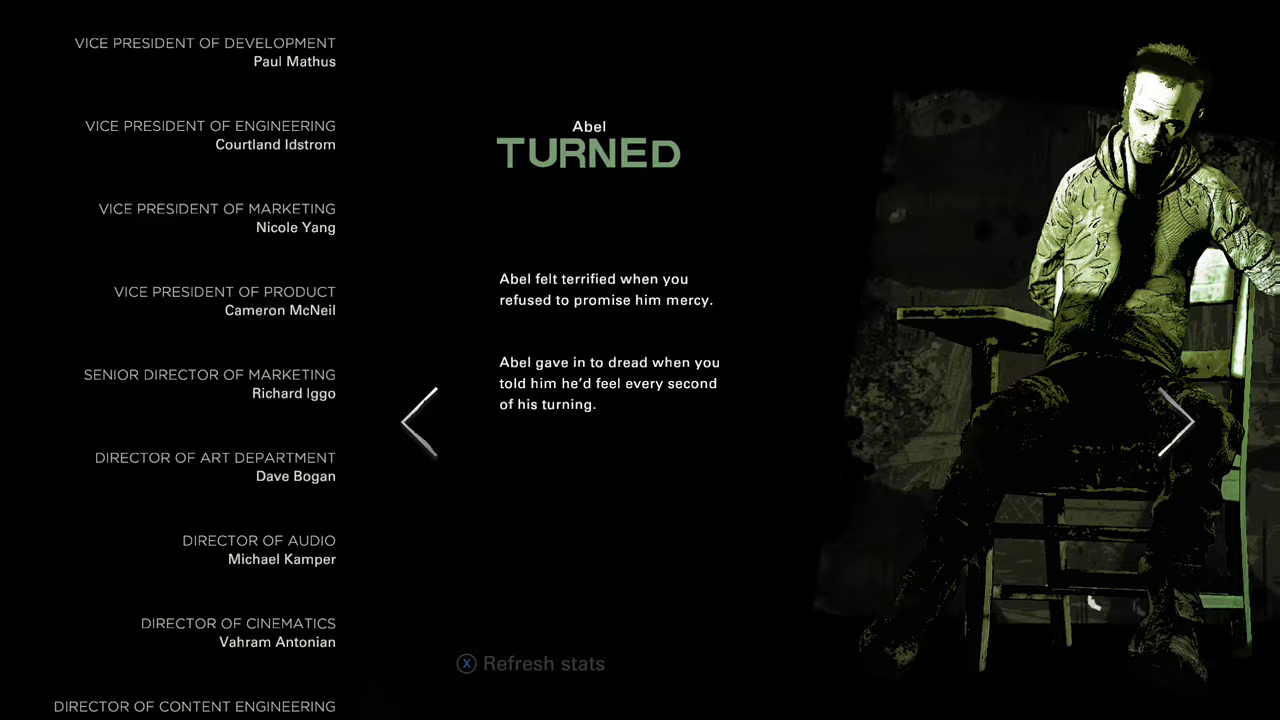 VICE PRESIDENT OF DEVELOPMENT
Paul Mathus
VICE PRESIDENT OF ENGINEERING
Courtland Idstrom
VICE PRESIDENT OF MARKETING
Nicole Yang
VICE PRESIDENT OF PRODUCT
Cameron McNeil
SENIOR DIRECTOR OF MARKETING
Richard Iggo
DIRECTOR OF ART DEPARTMENT
Dave Bogan
DIRECTOR OF AUDIO
Michael Kamper
DIRECTOR OF CINEMATICS
Vahram Antonian
DIRECTOR OF CONTENT ENGINEERING
Abel
TURNED
Abel felt terrified when you
refused to promise him mercy.
Abel gave in to dread when you
told him he'd feel every second
of his turning.
X Refresh stats